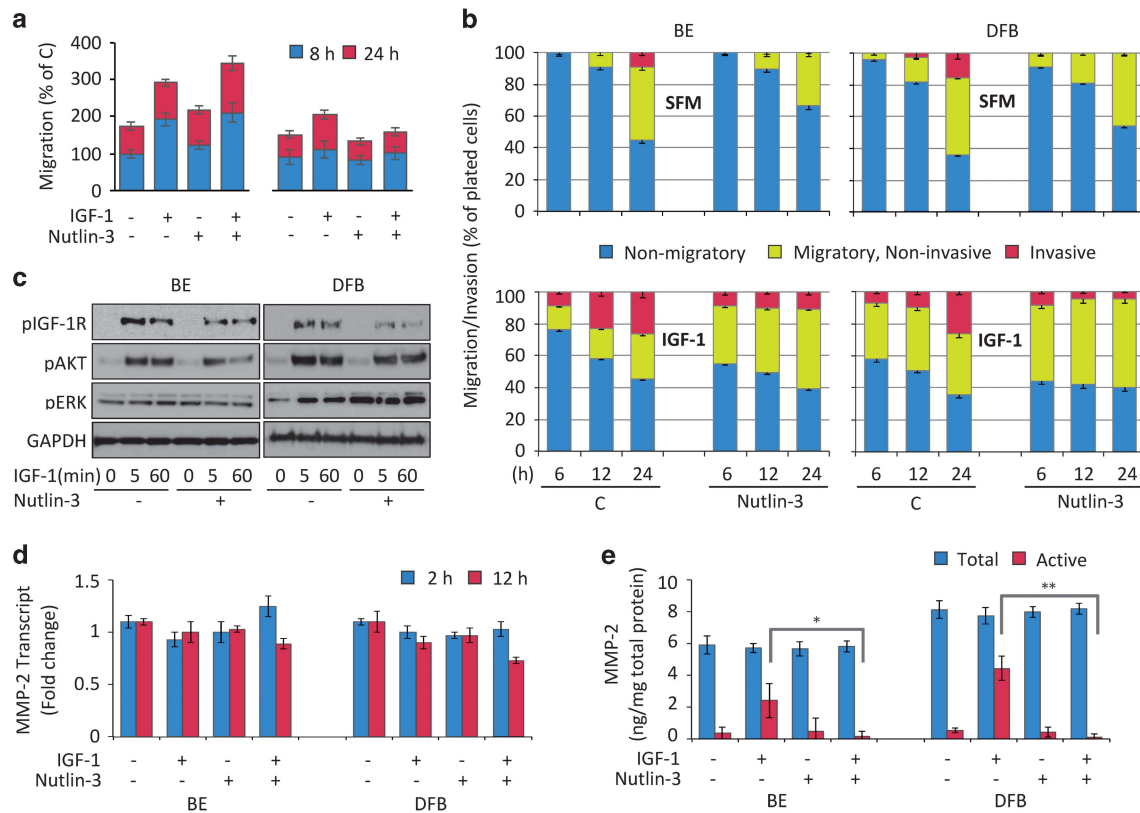 a
Migration (% of C)
400
300
200
100
0
8 h 24 h
IGF-1 - + - + - + - +
Nutlin-3 - - + + - - + +
b
BE DFB
Migration/Invasion (% of plated cells)
100
80
60
40
20
0
SFM SFM
Non-migratory Migratory, Non-invasive Invasive
100
80
60
40
20
0
IGF-1 IGF-1
(h) 6 12 24 6 12 24 6 12 24 6 12 24
C Nutlin-3 C Nutlin-3
c
BE DFB
pIGF-1R
pAKT
pERK
GAPDH
IGF-1(min) 0 5 60 0 5 60 0 5 60 0 5 60
Nutlin-3 - + - +
d
MMP-2 Transcript
(Fold change)
1.5
1
0.5
0
2 h 12 h
IGF-1 - + - + - + - +
Nutlin-3 - - + + - - + +
BE DFB
e
Total Active
MMP-2
(ng/mg total protein)
10
8
6
4
2
0
* **
IGF-1 - + - + - + - +
Nutlin-3 - - + + - - + +
BE DFB